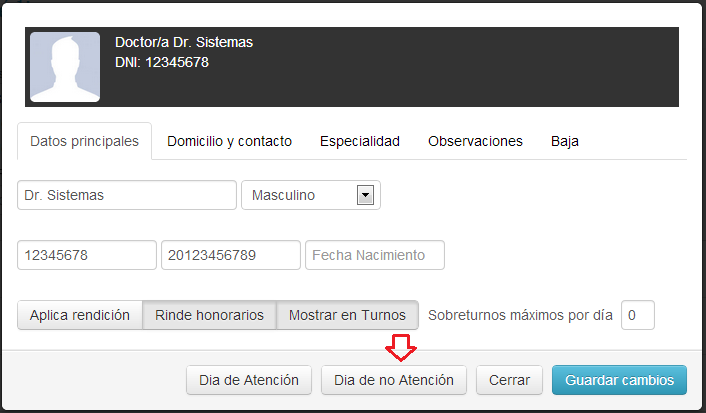 Doctor/a Dr. Sistemas
DNI: 12345678
Datos principales Domicilio y contacto Especialidad Observaciones Baja
Dr. Sistemas Masculino
12345678 20123456789 Fecha Nacimiento
Aplica rendición Rinde honorarios Mostrar en Turnos Sobreturnos máximos por día 0
Dia de Atención Dia de no Atención Cerrar Guardar cambios